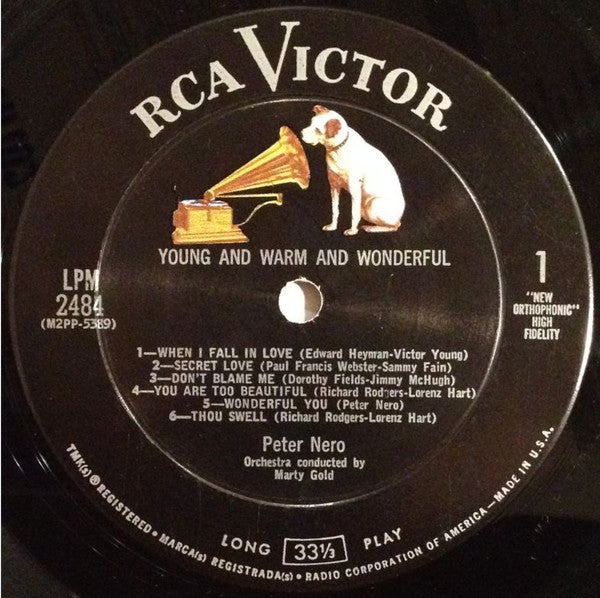 RCA VICTOR
YOUNG AND WARM AND WONDERFUL
LPM
2484
(M2PP-5389)
1
"NEW
ORTHOPHONIC"
HIGH
FIDELITY
1—WHEN I FALL IN LOVE (Edward Heyman-Victor Young)
2—SECRET LOVE (Paul Francis Webster-Sammy Fain)
3—DON'T BLAME ME (Dorothy Fields-Jimmy McHugh)
4—YOU ARE TOO BEAUTIFUL (Richard Rodgers-Lorenz Hart)
5—WONDERFUL YOU (Peter Nero)
6—THOU SWELL (Richard Rodgers-Lorenz Hart)
Peter Nero
Orchestra conducted by
Marty Gold
LONG 33⅓ PLAY
TMK(s) ® REGISTERED • MARCA(s) REGISTRADA(s) • RADIO CORPORATION OF AMERICA—MADE IN U.S.A.